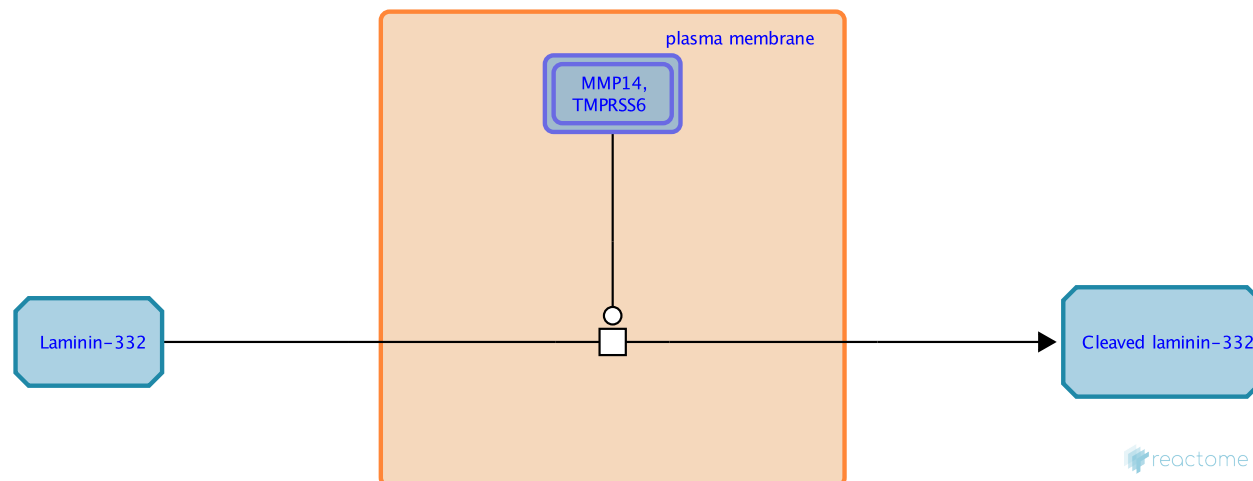 plasma membrane
MMP14,
TMPRSS6
Laminin-332
Cleaved laminin-332
reactome